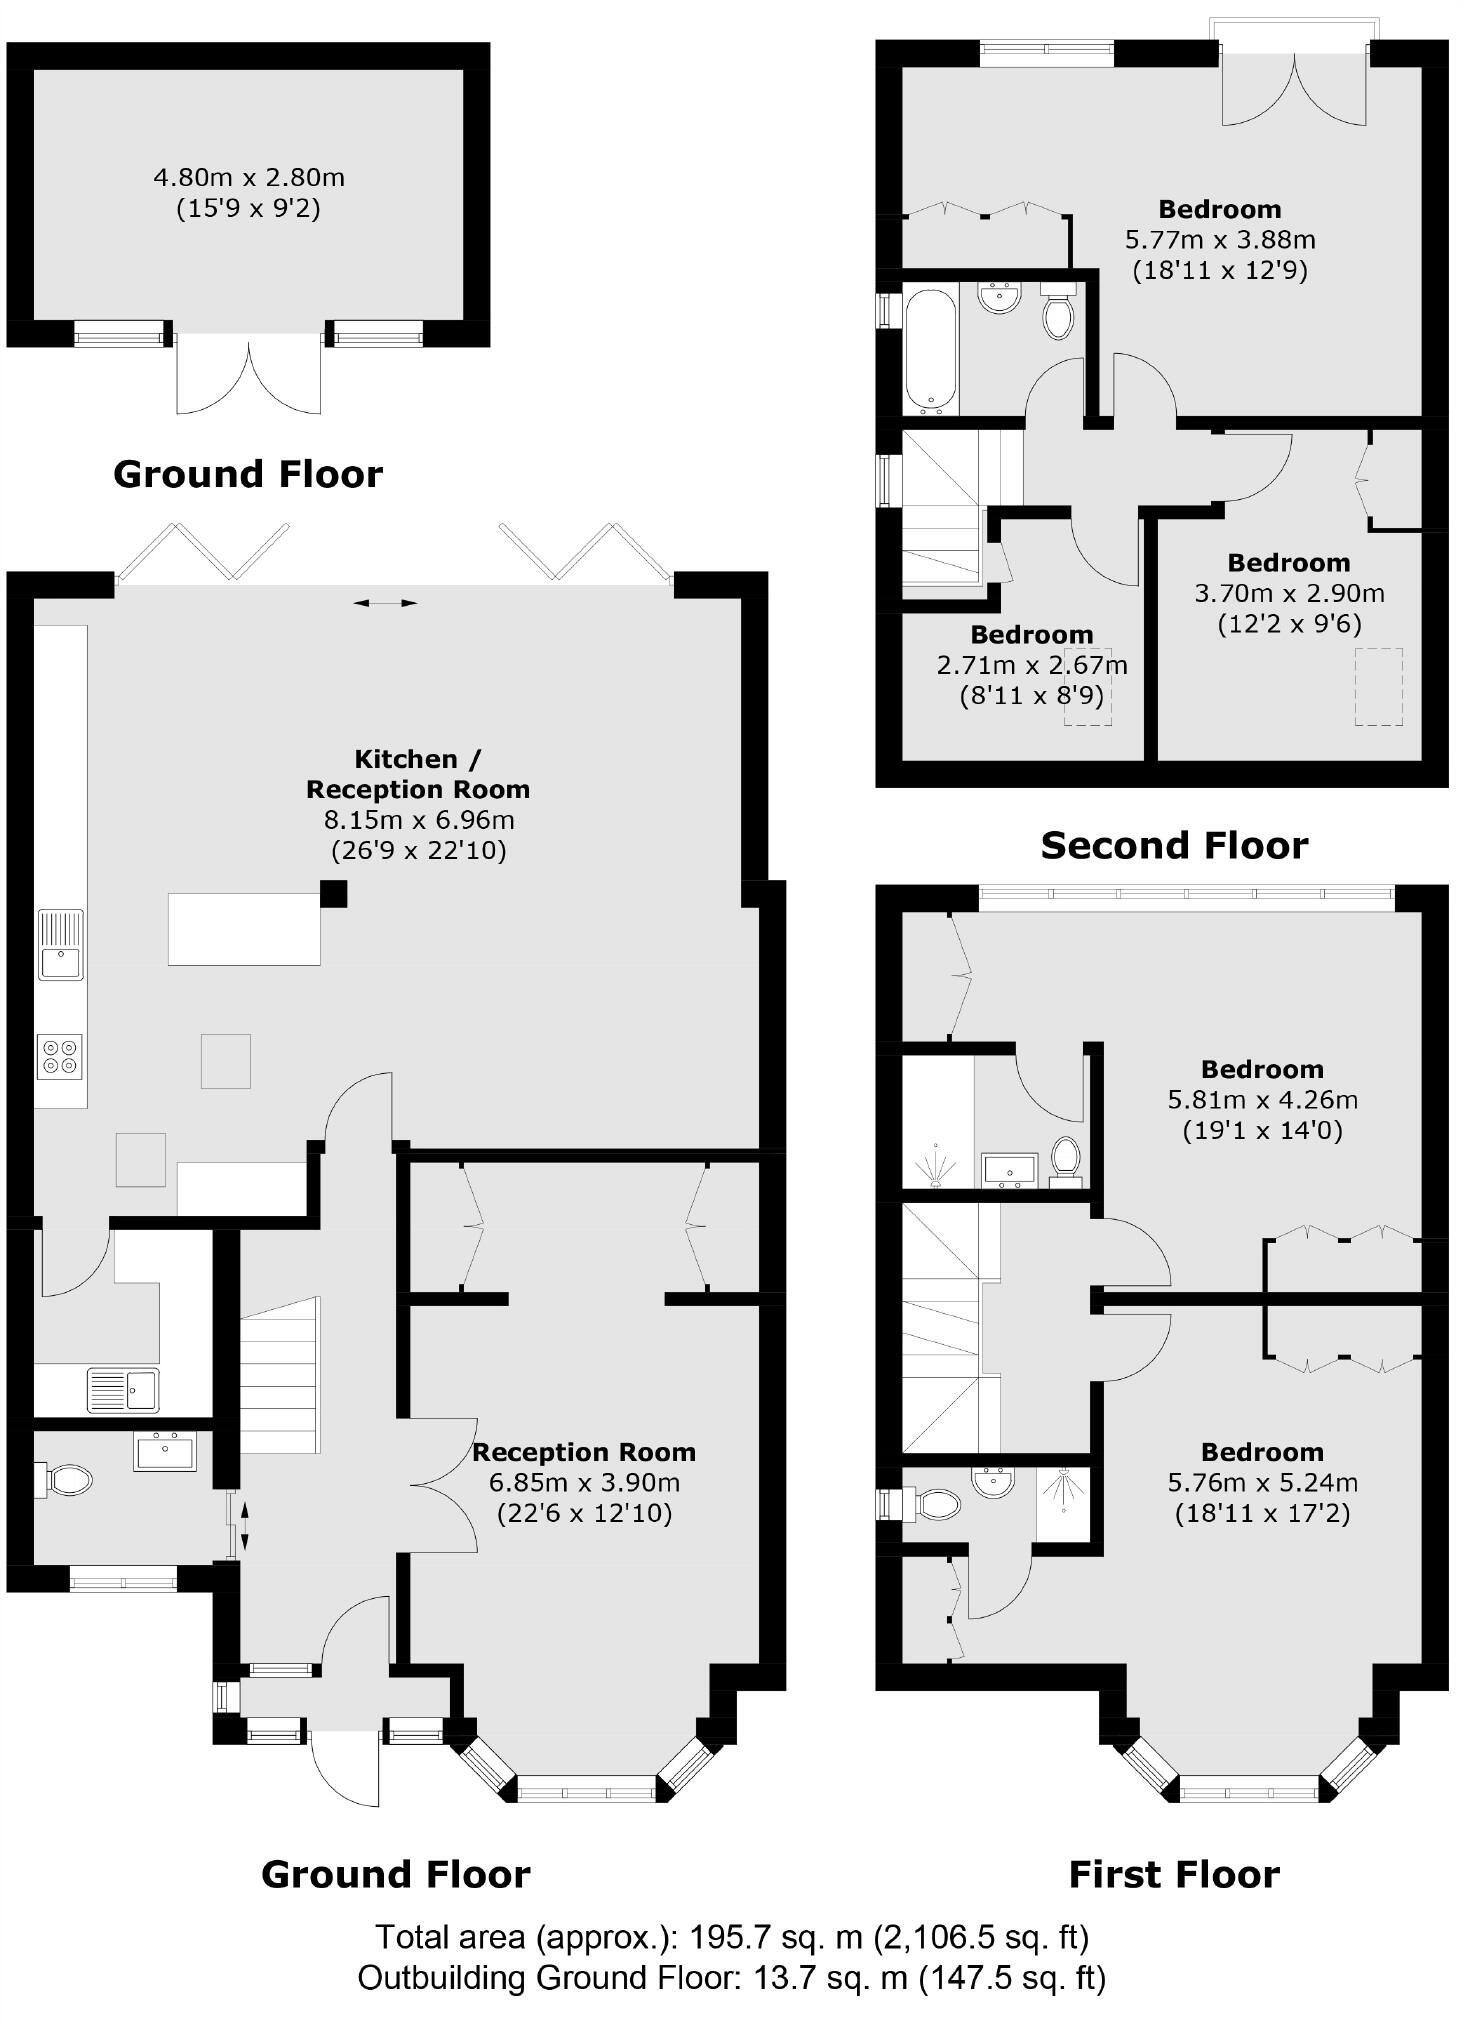 4.80m x 2.80m
(15'9 x 9'2)
Ground Floor
Kitchen /
Reception Room
8.15m x 6.96m
(26'9 x 22'10)
Reception Room
6.85m x 3.90m
(22'6 x 12'10)
Ground Floor
Bedroom
5.77m x 3.88m
(18'11 x 12'9)
Bedroom
3.70m x 2.90m
(12'2 x 9'6)
Bedroom
2.71m x 2.67m
(8'11 x 8'9)
Second Floor
Bedroom
5.81m x 4.26m
(19'1 x 14'0)
Bedroom
5.76m x 5.24m
(18'11 x 17'2)
First Floor
Total area (approx.): 195.7 sq. m (2,106.5 sq. ft)
Outbuilding Ground Floor: 13.7 sq. m (147.5 sq. ft)